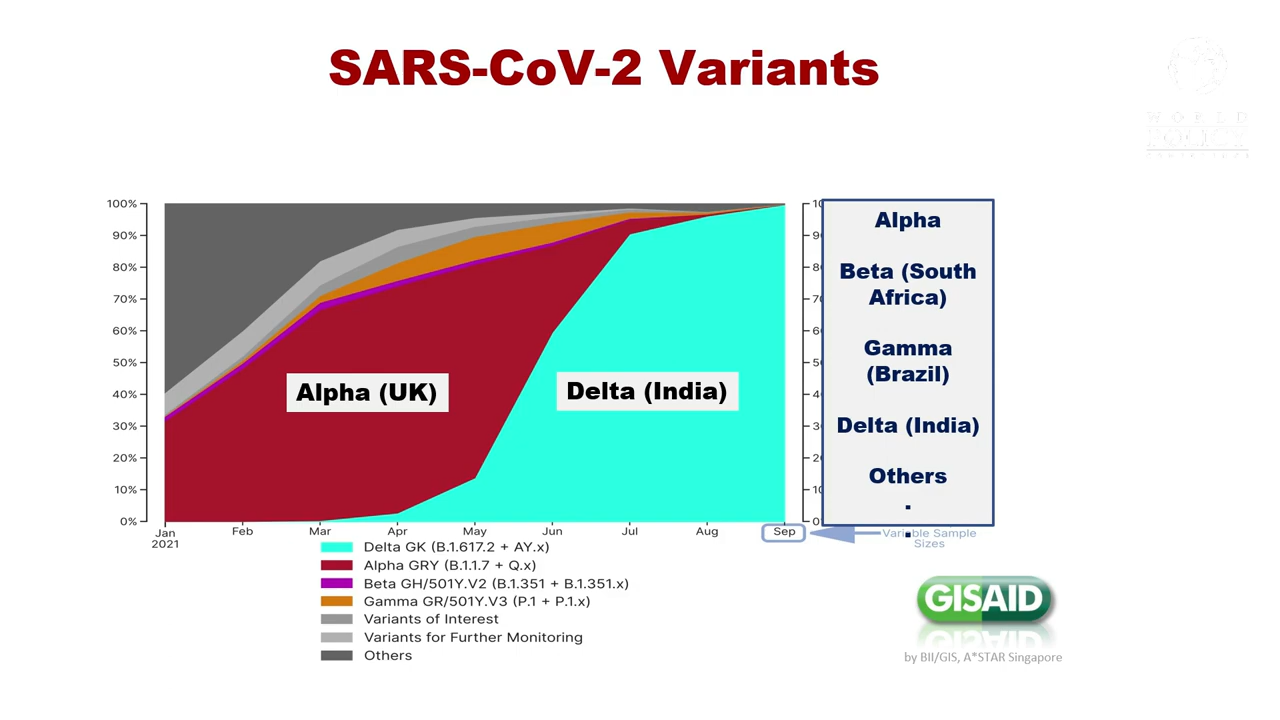 SARS-CoV-2 Variants
WORLD
POLICY
CONFERENCE
100%
90%
80%
70%
60%
50%
40%
30%
20%
10%
0%
Alpha (UK)
Delta (India)
Jan
2021
Feb
Mar
Apr
May
Jun
Jul
Aug
Sep
Alpha
Beta (South
Africa)
Gamma
(Brazil)
Delta (India)
Others
.
.
Variable Sample
Sizes
Delta GK (B.1.617.2 + AY.x)
Alpha GRY (B.1.1.7 + Q.x)
Beta GH/501Y.V2 (B.1.351 + B.1.351.x)
Gamma GR/501Y.V3 (P.1 + P.1.x)
Variants of Interest
Variants for Further Monitoring
Others
GISAID
by BII/GIS, A*STAR Singapore